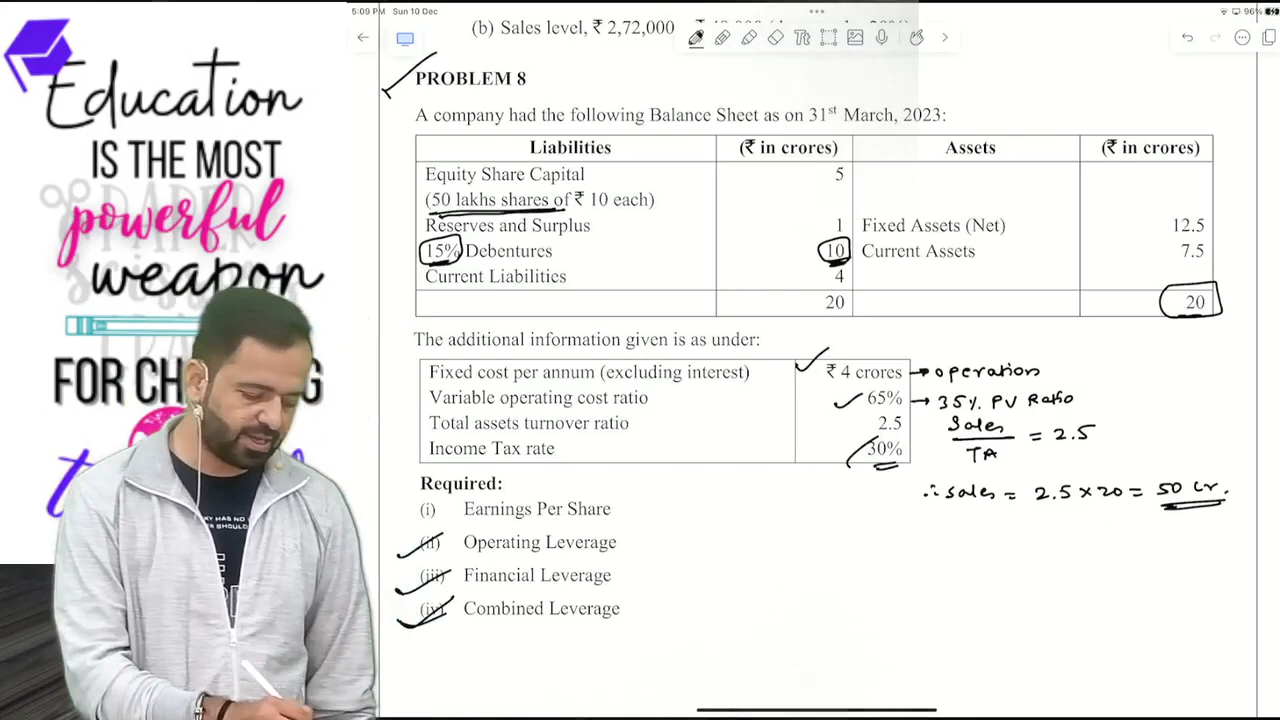 5:09 PM Sun 10 Dec
96%
(b) Sales level, ₹ 2,72,000
Education
IS THE MOST
powerful
weapon
FOR CH G
PROBLEM 8
A company had the following Balance Sheet as on 31st March, 2023:
Liabilities (₹ in crores) Assets (₹ in crores)
Equity Share Capital 5
(50 lakhs shares of ₹ 10 each)
Reserves and Surplus 1 Fixed Assets (Net) 12.5
15% Debentures 10 Current Assets 7.5
Current Liabilities 4
20 20
The additional information given is as under:
Fixed cost per annum (excluding interest) ₹ 4 crores → operations
Variable operating cost ratio 65% → 35% PV Ratio
Total assets turnover ratio 2.5
Income Tax rate 30%
Sales
TA = 2.5
∴ Sales = 2.5 × 20 = 50 cr.
Required:
(i) Earnings Per Share
(ii) Operating Leverage
(iii) Financial Leverage
(iv) Combined Leverage